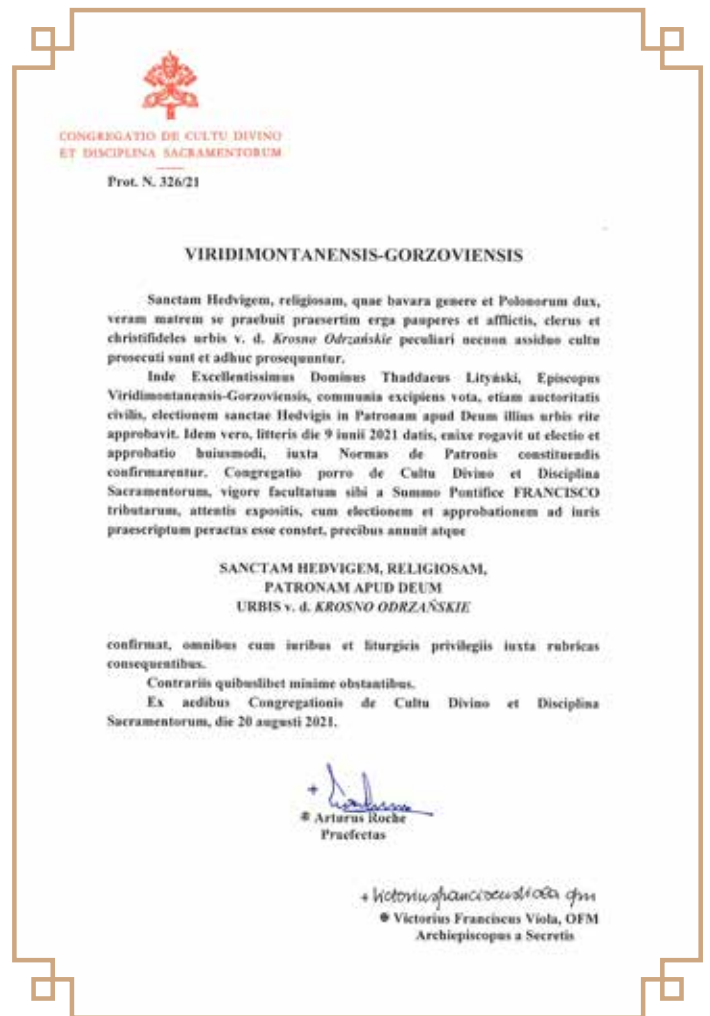 CONGREGATIO DE CULTU DIVINO
ET DISCIPLINA SACRAMENTORUM
Prot. N. 326/21
VIRIDIMONTANENSIS-GORZOVIENSIS
Sanctam Hedvigem, religiosam, quae bavara genere et Polonorum dux,
veram matrem se praebuit praesertim erga pauperes et afflictis, clerus et
christifideles urbis v. d. Krosno Odrzańskie peculiari necnon assiduo cultu
prosecuti sunt et adhuc prosequuntur.
Inde Excellentissimus Dominus Thaddaeus Lityński, Episcopus
Viridimontanensis-Gorzoviensis, communia excipiens vota, etiam auctoritatis
civilis, electionem sanctae Hedvigis in Patronam apud Deum illius urbis rite
approbavit. Idem vero, litteris die 9 iunii 2021 datis, enixe rogavit ut electio et
approbatio huiusmodi, iuxta Normas de Patronis constituendis
confirmarentur. Congregatio porro de Cultu Divino et Disciplina
Sacramentorum, vigore facultatum sibi a Summo Pontifice FRANCISCO
tributarum, attentis expositis, cum electionem et approbationem ad iuris
praescriptum peractas esse constet, precibus annuit atque
SANCTAM HEDVIGEM, RELIGIOSAM,
PATRONAM APUD DEUM
URBIS v. d. KROSNO ODRZAŃSKIE
confirmat, omnibus cum iuribus et liturgicis privilegiis iuxta rubricas
consequentibus.
Contrariis quibuslibet minime obstantibus.
Ex aedibus Congregationis de Cultu Divino et Disciplina
Sacramentorum, die 20 augusti 2021.
Arturus Roche
Praefectus
+ Victorius Franciscus Viola ofm
Victorius Franciscus Viola, OFM
Archiepiscopus a Secretis